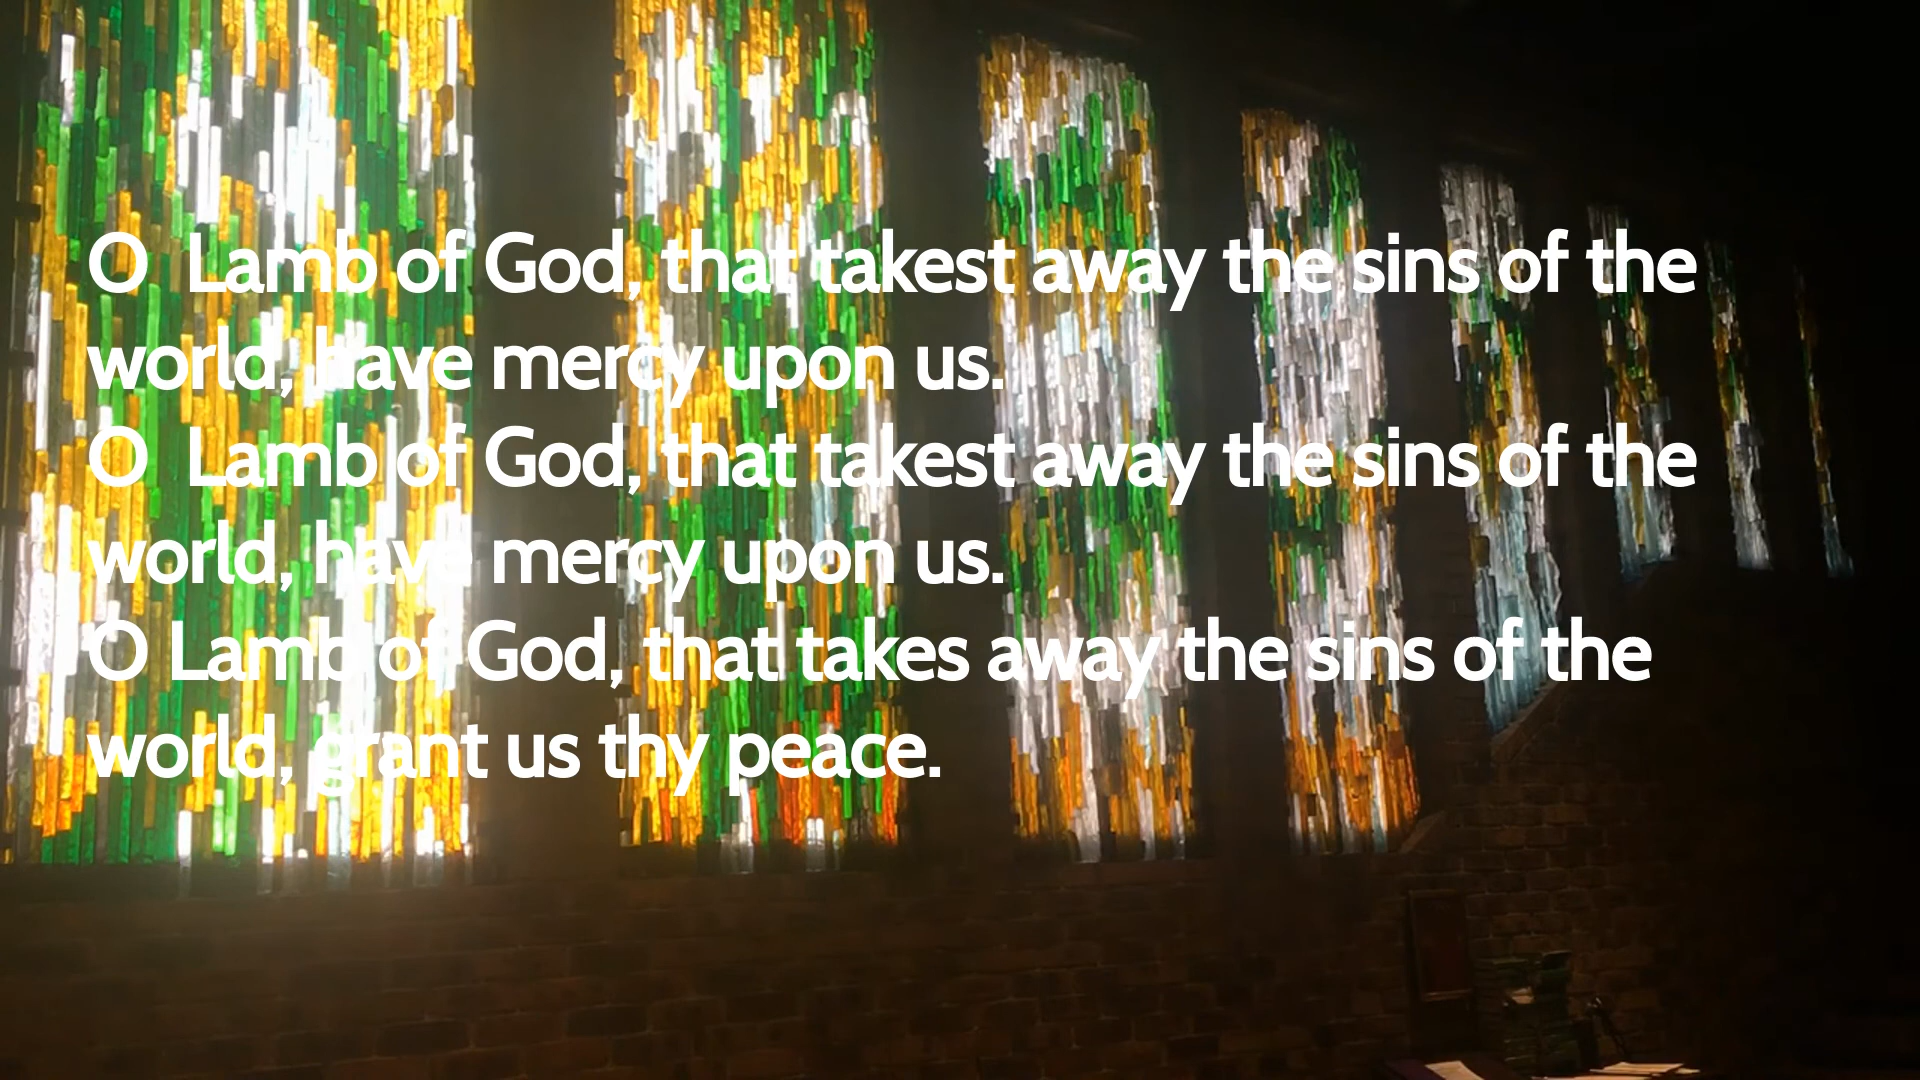 O  Lamb of God, that takest away the sins of the
world, have mercy upon us.
O  Lamb of God, that takest away the sins of the
world, have mercy upon us.
O Lamb of God, that takes away the sins of the
world, grant us thy peace.